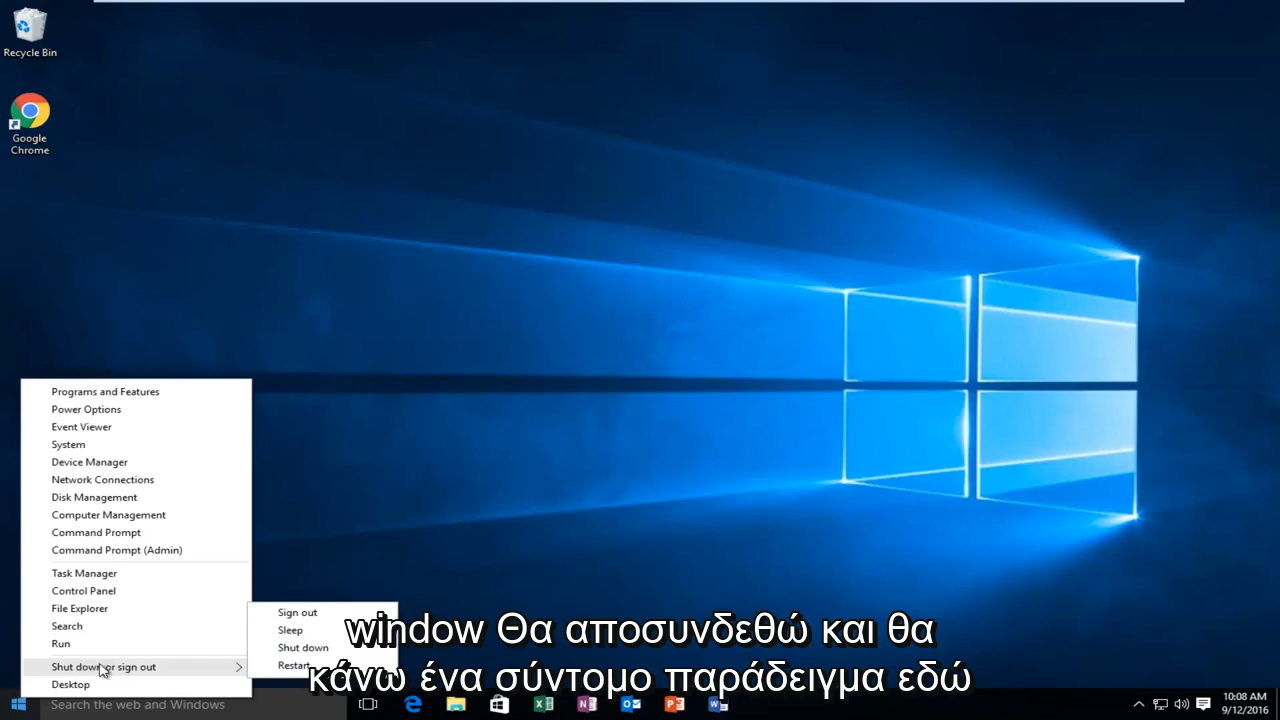 Recycle Bin
Google
Chrome
Programs and Features
Power Options
Event Viewer
System
Device Manager
Network Connections
Disk Management
Computer Management
Command Prompt
Command Prompt (Admin)
Task Manager
Control Panel
File Explorer
Search
Run
Shut down or sign out
Desktop
Sign out
Sleep
Shut down
Restart
window Θα αποσυνδεθώ και θα
κάνω ένα σύντομο παράδειγμα εδώ
Search the web and Windows
10:08 AM
9/12/2016